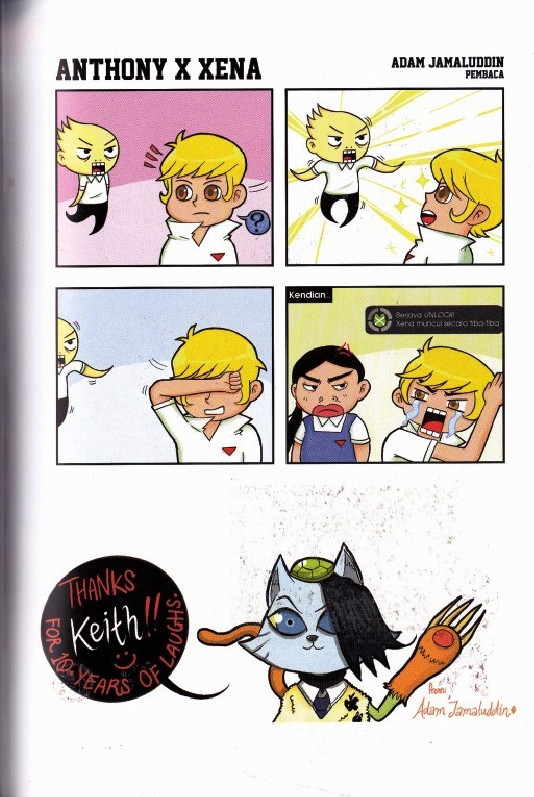 ANTHONY X XENA
ADAM JAMALUDDIN
PEMBACA
?
Kendian..
Berjaya UNLOCK!
Xena muncul secara tiba-tiba
THANKS
Keith!!
FOR 10 YEARS OF LAUGHS.
Adam Jamaluddin